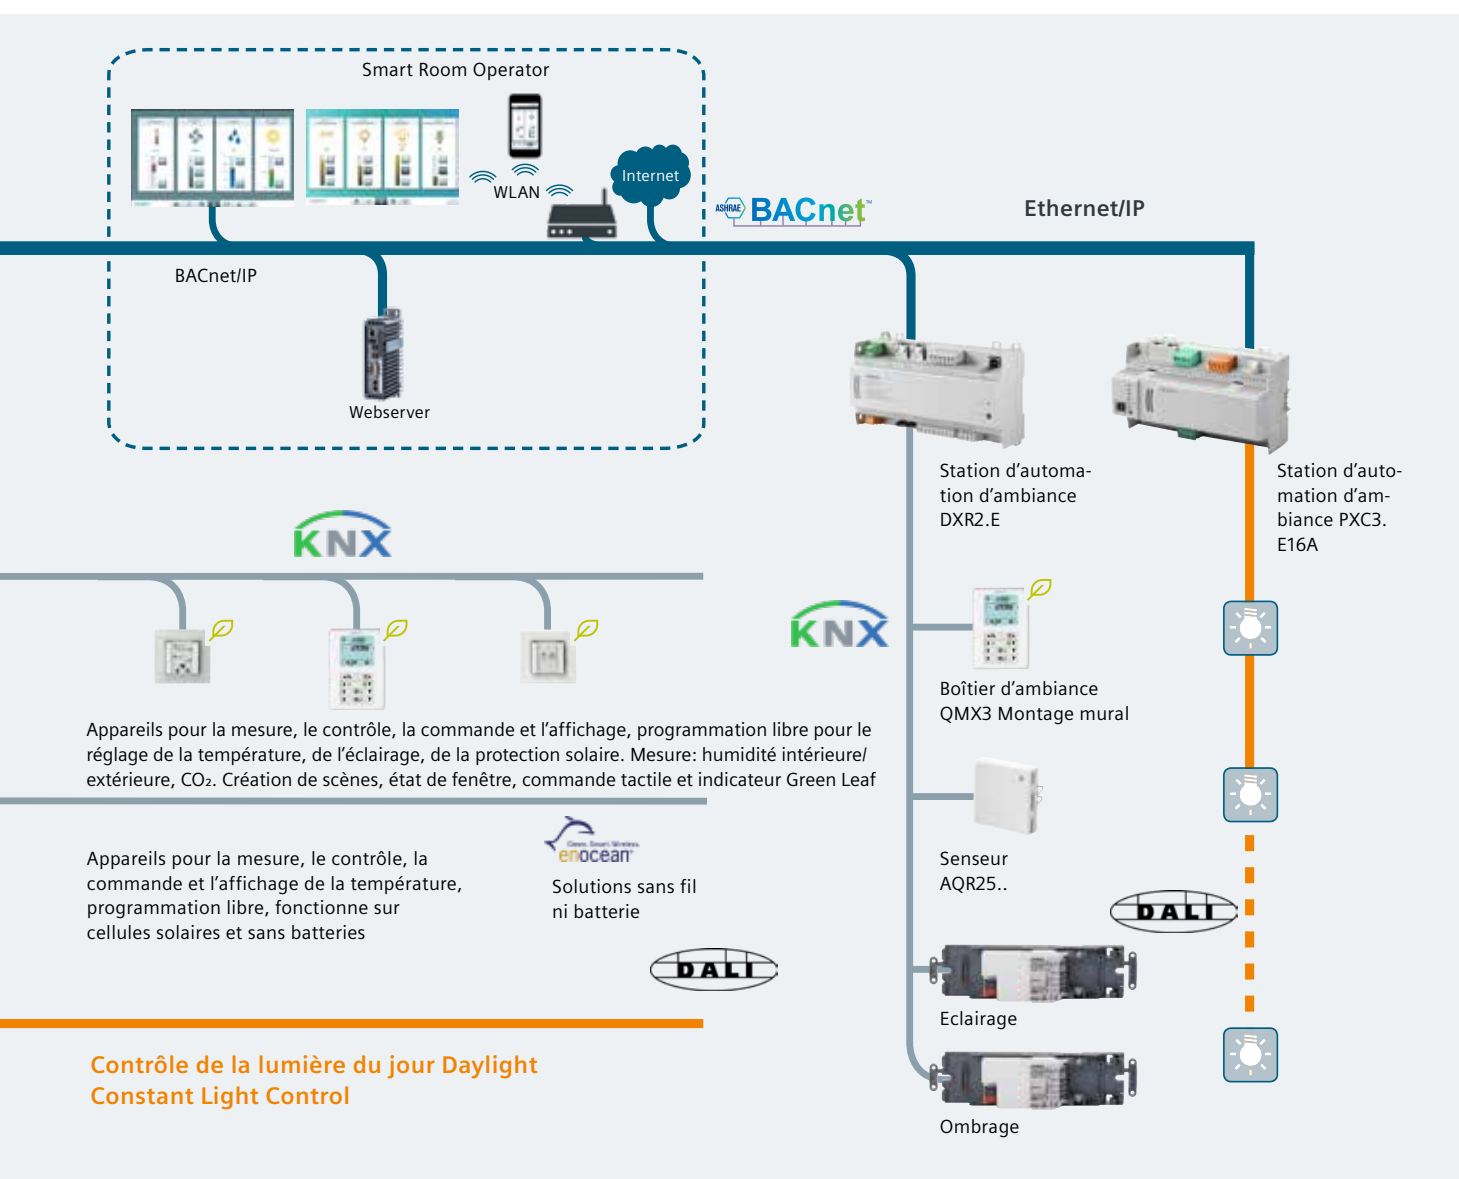 Smart Room Operator
WLAN
Internet
ASHRAE BACnet™
Ethernet/IP
BACnet/IP
Webserver
Station d’automa-
tion d’ambiance
DXR2.E
Station d’auto-
mation d’am-
biance PXC3.
E16A
KNX
KNX
Boîtier d’ambiance
QMX3 Montage mural
Appareils pour la mesure, le contrôle, la commande et l’affichage, programmation libre pour le
réglage de la température, de l’éclairage, de la protection solaire. Mesure: humidité intérieure/
extérieure, CO₂. Création de scènes, état de fenêtre, commande tactile et indicateur Green Leaf
Appareils pour la mesure, le contrôle, la
commande et l’affichage de la température,
programmation libre, fonctionne sur
cellules solaires et sans batteries
Green. Smart. Wireless.
enocean
Solutions sans fil
ni batterie
Senseur
AQR25..
DALI
DALI
Eclairage
Contrôle de la lumière du jour Daylight
Constant Light Control
Ombrage